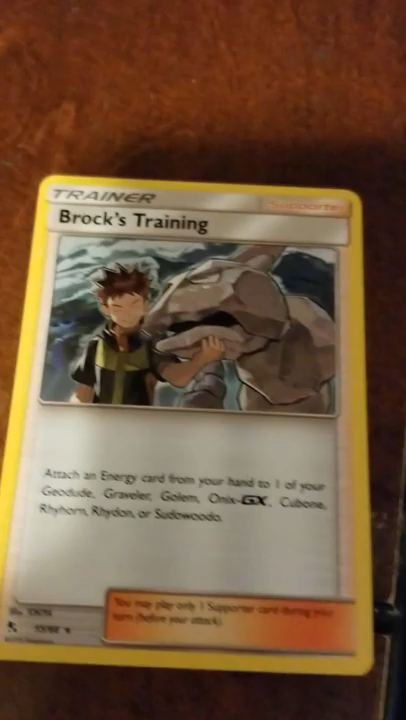 TRAINER
Supporter
Brock's Training
Attach an Energy card from your hand to 1 of your
Geodude, Graveler, Golem, Onix-GX, Cubone,
Rhyhorn, Rhydon, or Sudowoodo.
You may play only 1 Supporter card during your
turn (before your attack).